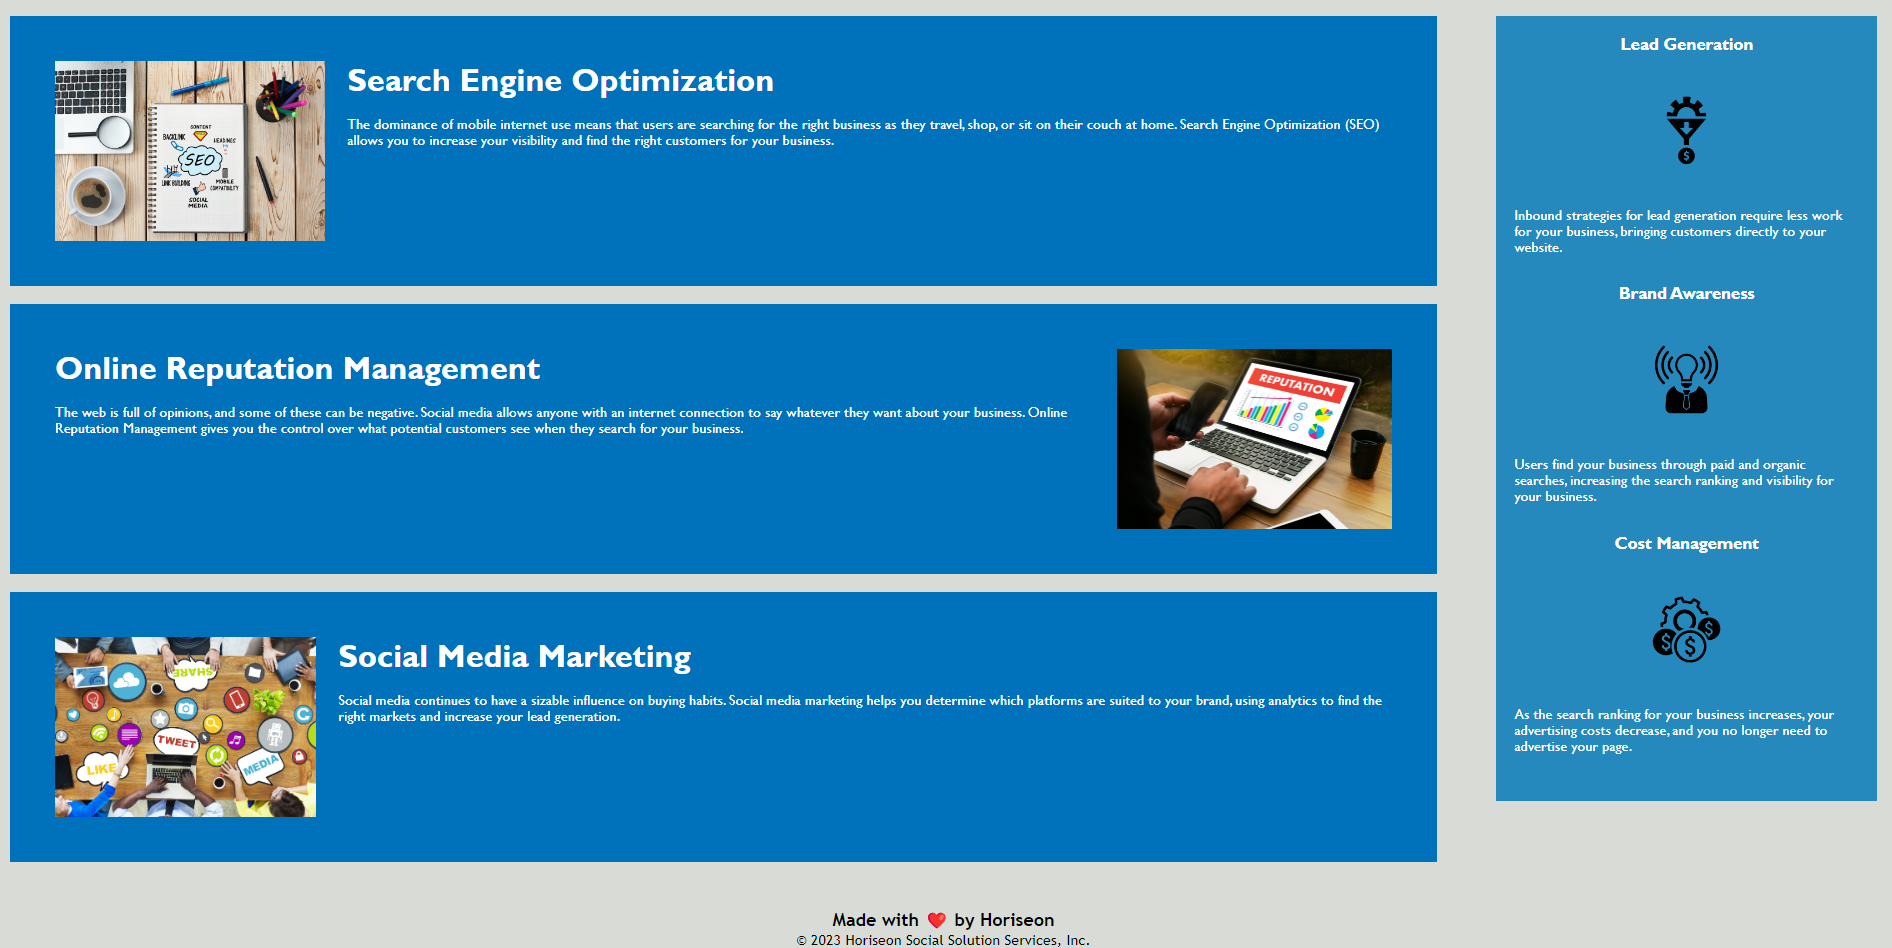 Search Engine Optimization
The dominance of mobile internet use means that users are searching for the right business as they travel, shop, or sit on their couch at home. Search Engine Optimization (SEO)
allows you to increase your visibility and find the right customers for your business.
CONTENT
BACKLINK
HEADINGS
SEO
LINK BUILDING
MOBILE
COMPATIBILITY
SOCIAL
MEDIA
Online Reputation Management
The web is full of opinions, and some of these can be negative. Social media allows anyone with an internet connection to say whatever they want about your business. Online
Reputation Management gives you the control over what potential customers see when they search for your business.
REPUTATION
Social Media Marketing
Social media continues to have a sizable influence on buying habits. Social media marketing helps you determine which platforms are suited to your brand, using analytics to find the
right markets and increase your lead generation.
SHARE
TWEET
LIKE
MEDIA
Lead Generation
$
Inbound strategies for lead generation require less work
for your business, bringing customers directly to your
website.
Brand Awareness
Users find your business through paid and organic
searches, increasing the search ranking and visibility for
your business.
Cost Management
$ $ $
As the search ranking for your business increases, your
advertising costs decrease, and you no longer need to
advertise your page.
Made with ❤️ by Horiseon
© 2023 Horiseon Social Solution Services, Inc.